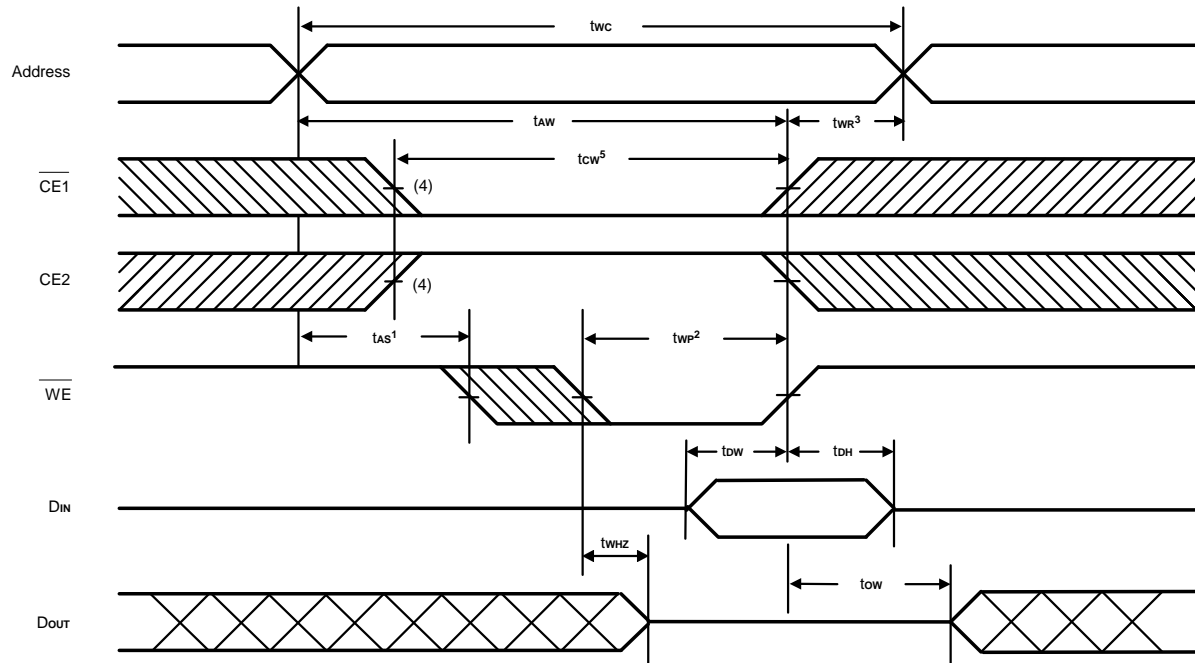 tWC
Address
tAW
tWR³
tCW⁵
CE1
(4)
CE2
(4)
tAS¹
tWP²
WE
tDW
tDH
DIN
tWHZ
tOW
DOUT